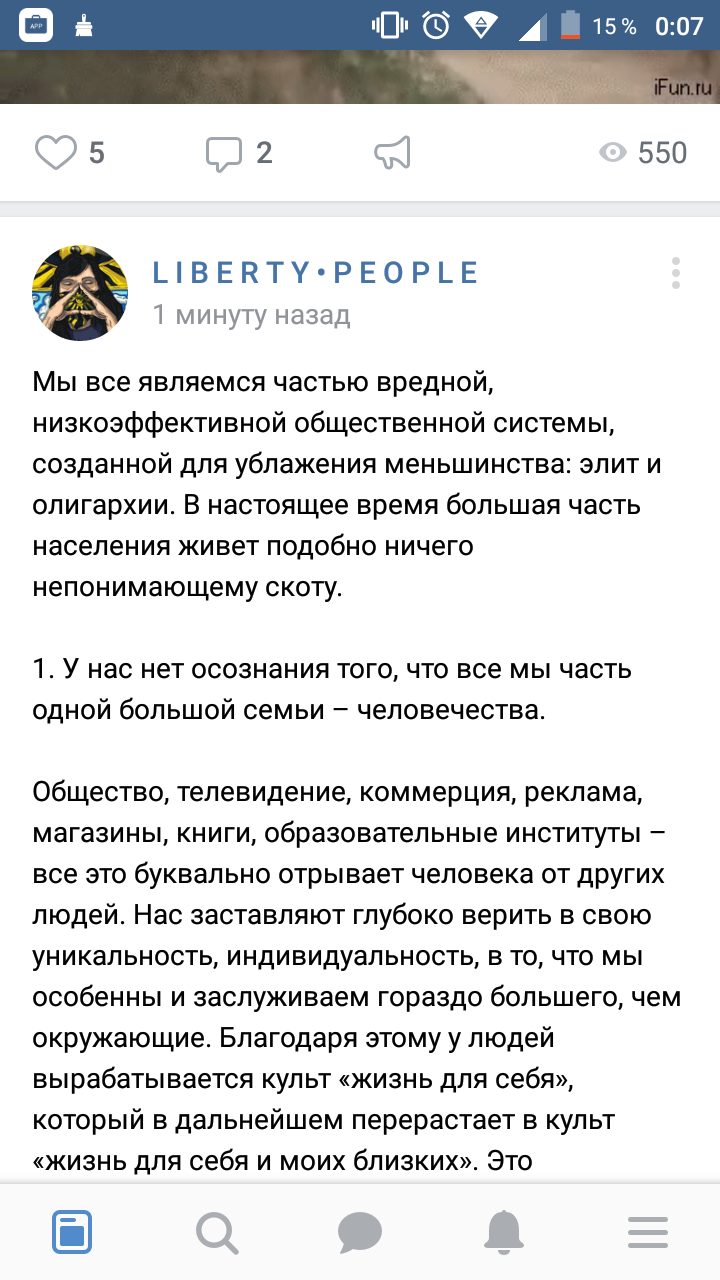 APP
15 %
0:07
iFun.ru
5
2
550
LIBERTY•PEOPLE
1 минуту назад
Мы все являемся частью вредной,
низкоэффективной общественной системы,
созданной для ублажения меньшинства: элит и
олигархии. В настоящее время большая часть
населения живет подобно ничего
непонимающему скоту.
1. У нас нет осознания того, что все мы часть
одной большой семьи – человечества.
Общество, телевидение, коммерция, реклама,
магазины, книги, образовательные институты –
все это буквально отрывает человека от других
людей. Нас заставляют глубоко верить в свою
уникальность, индивидуальность, в то, что мы
особенны и заслуживаем гораздо большего, чем
окружающие. Благодаря этому у людей
вырабатывается культ «жизнь для себя»,
который в дальнейшем перерастает в культ
«жизнь для себя и моих близких». Это